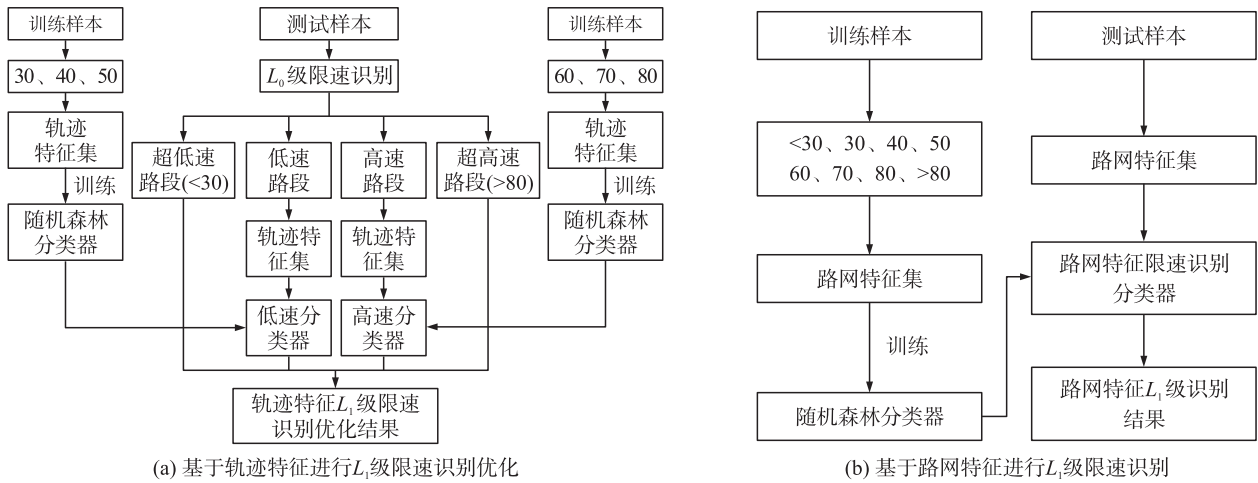 训练样本
30、40、50
轨迹
特征集
训练
随机森林
分类器
测试样本
L₀级限速识别
超低速
路段(<30)
低速
路段
高速
路段
超高速
路段(>80)
轨迹特
征集
轨迹特
征集
低速分
类器
高速分
类器
轨迹特征L₁级限速
识别优化结果
训练样本
60、70、80
轨迹
特征集
训练
随机森林
分类器
(a) 基于轨迹特征进行L₁级限速识别优化
训练样本
<30、30、40、50
60、70、80、>80
路网特征集
训练
随机森林分类器
测试样本
路网特征集
路网特征限速识别
分类器
路网特征L₁级识别
结果
(b) 基于路网特征进行L₁级限速识别